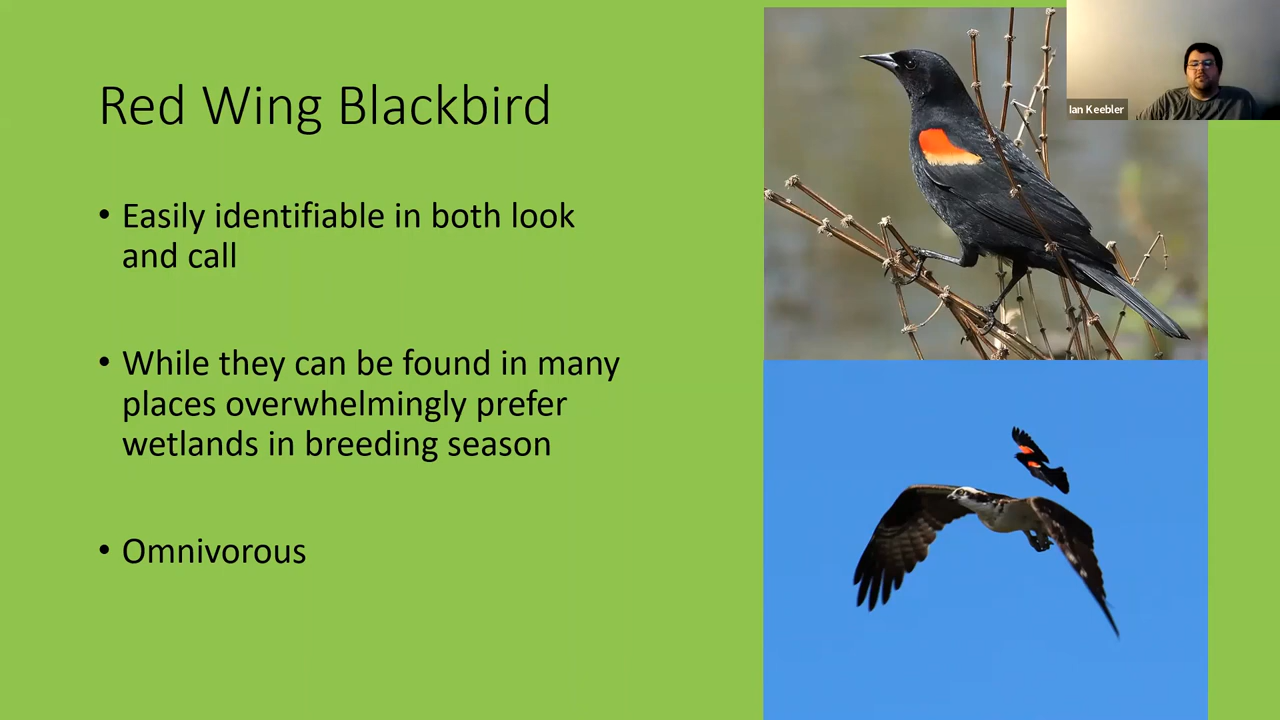 Red Wing Blackbird
• Easily identifiable in both look
and call
• While they can be found in many
places overwhelmingly prefer
wetlands in breeding season
• Omnivorous
Ian Keebler